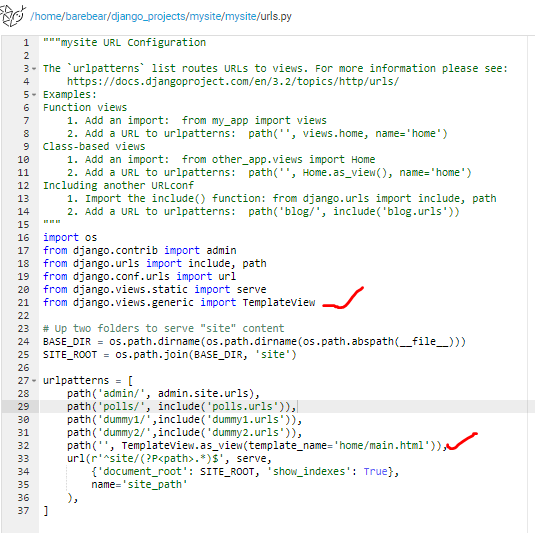 /home/barebear/django_projects/mysite/mysite/urls.py
1 """mysite URL Configuration
2
3 The `urlpatterns` list routes URLs to views. For more information please see:
4     https://docs.djangoproject.com/en/3.2/topics/http/urls/
5 Examples:
6 Function views
7     1. Add an import:  from my_app import views
8     2. Add a URL to urlpatterns:  path('', views.home, name='home')
9 Class-based views
10     1. Add an import:  from other_app.views import Home
11     2. Add a URL to urlpatterns:  path('', Home.as_view(), name='home')
12 Including another URLconf
13     1. Import the include() function: from django.urls import include, path
14     2. Add a URL to urlpatterns:  path('blog/', include('blog.urls'))
15 """
16 import os
17 from django.contrib import admin
18 from django.urls import include, path
19 from django.conf.urls import url
20 from django.views.static import serve
21 from django.views.generic import TemplateView
22
23 # Up two folders to serve "site" content
24 BASE_DIR = os.path.dirname(os.path.dirname(os.path.abspath(__file__)))
25 SITE_ROOT = os.path.join(BASE_DIR, 'site')
26
27 urlpatterns = [
28     path('admin/', admin.site.urls),
29     path('polls/', include('polls.urls')),
30     path('dummy1/',include('dummy1.urls')),
31     path('dummy2/',include('dummy2.urls')),
32     path('', TemplateView.as_view(template_name='home/main.html')),
33     url(r'^site/(?P<path>.*)$', serve,
34         {'document_root': SITE_ROOT, 'show_indexes': True},
35         name='site_path'
36     ),
37 ]